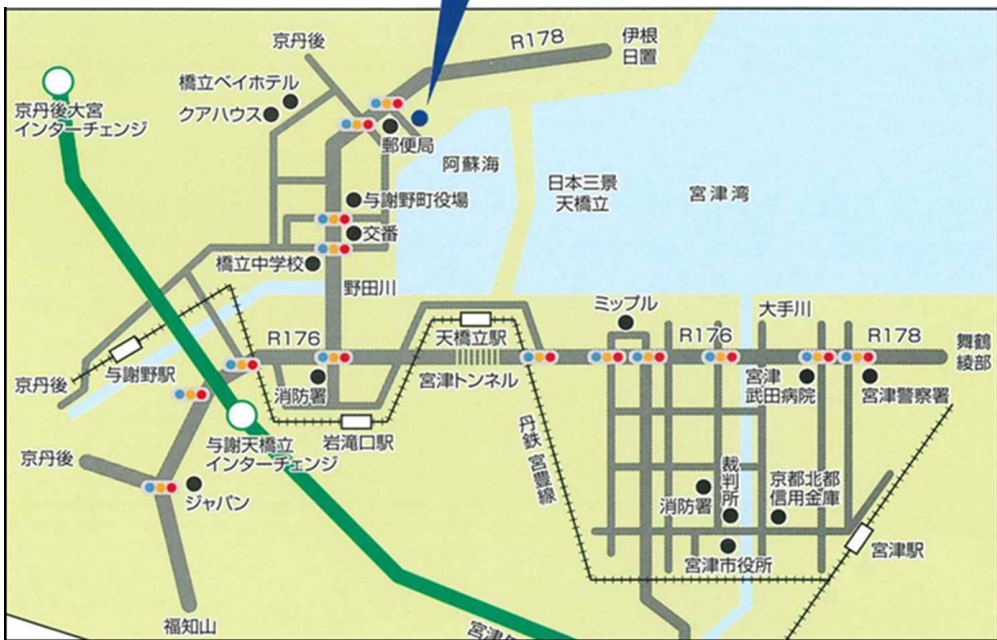 京丹後
R178
伊根
日置
橋立ベイホテル
クアハウス
京丹後大宮
インターチェンジ
郵便局
阿蘇海
日本三景
天橋立
宮津湾
与謝野町役場
交番
橋立中学校
野田川
ミップル
大手川
R176
天橋立駅
R176
R178
舞鶴
綾部
京丹後
与謝野駅
消防署
宮津トンネル
宮津
武田病院
宮津警察署
岩滝口駅
与謝天橋立
インターチェンジ
丹鉄 宮豊線
京丹後
ジャパン
消防署
裁判所
京都北都
信用金庫
宮津駅
宮津市役所
福知山
宮津